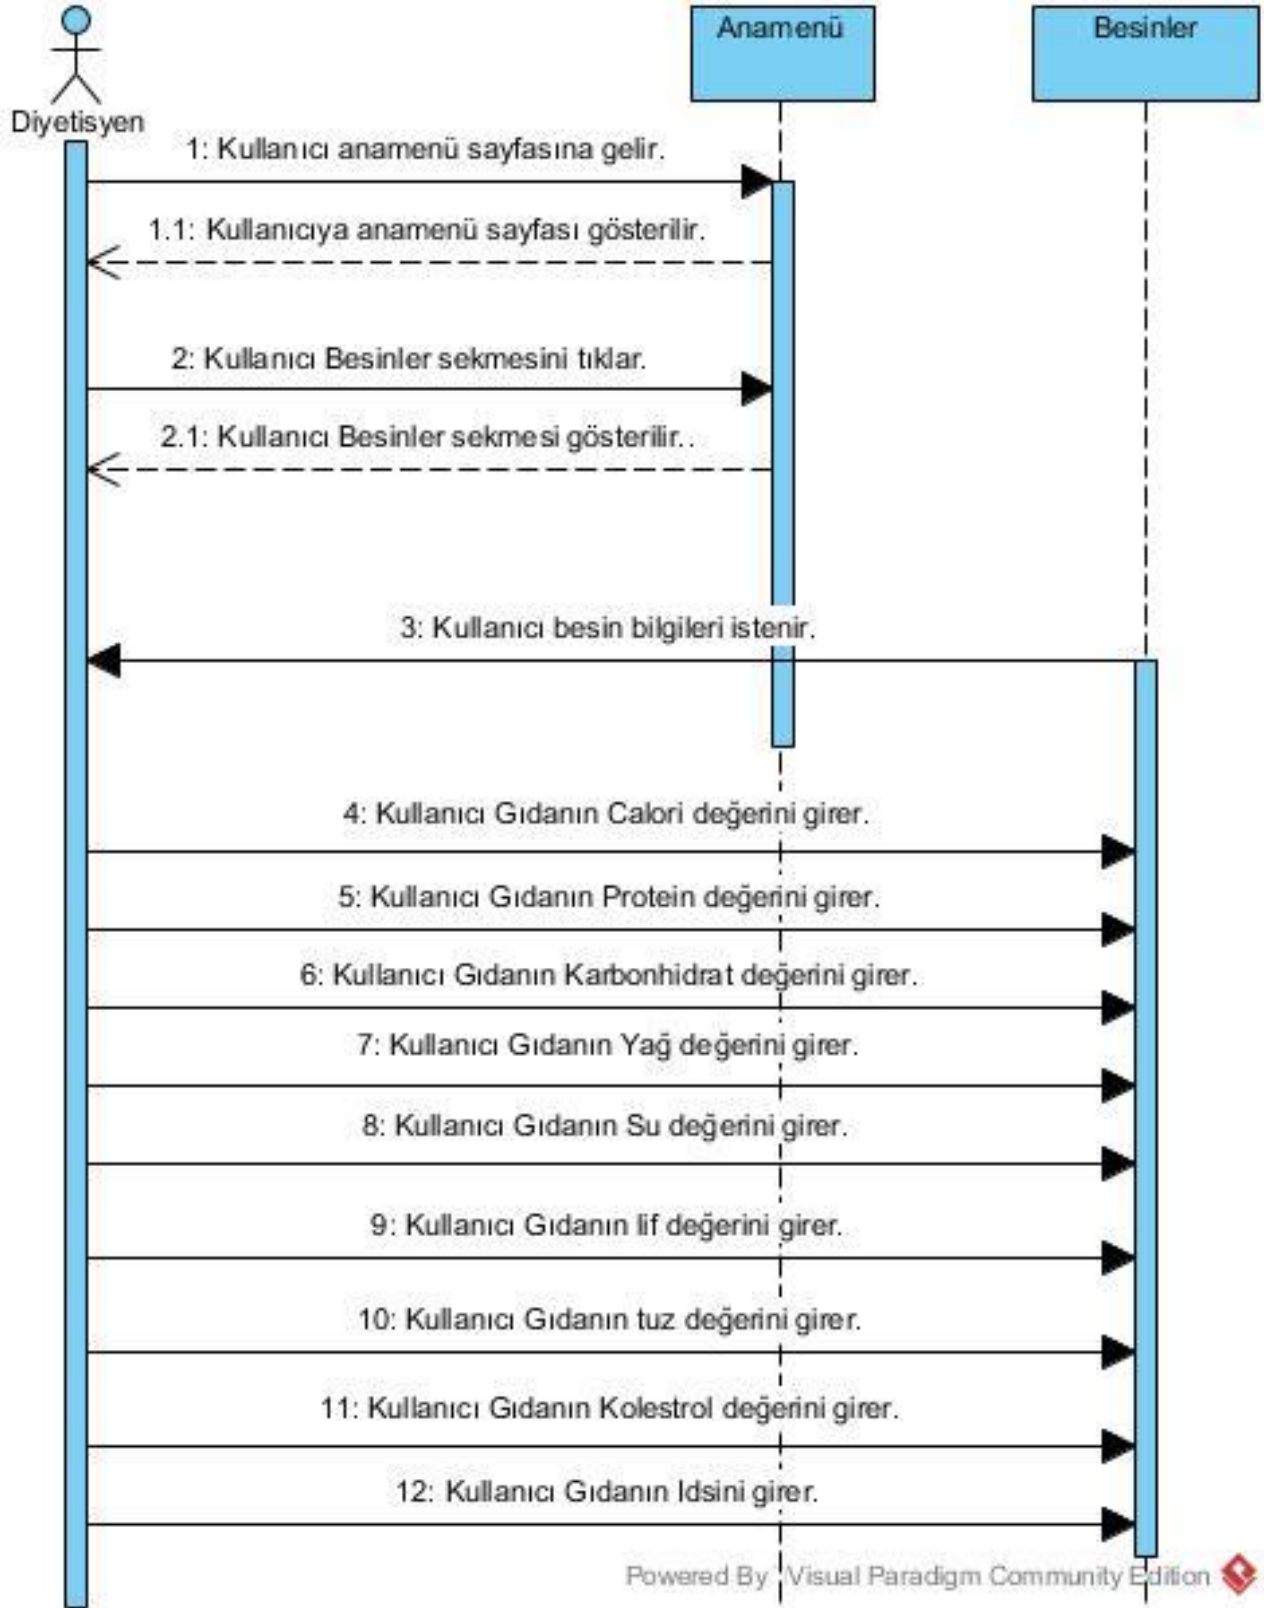 Anamenü
Besinler
Diyetisyen
1: Kullanıcı anamenü sayfasına gelir.
1.1: Kullanıcıya anamenü sayfası gösterilir.
2: Kullanıcı Besinler sekmesini tıklar.
2.1: Kullanıcı Besinler sekmesi gösterilir..
3: Kullanıcı besin bilgileri istenir.
4: Kullanıcı Gıdanın Calori değerini girer.
5: Kullanıcı Gıdanın Protein değerini girer.
6: Kullanıcı Gıdanın Karbonhidrat değerini girer.
7: Kullanıcı Gıdanın Yağ değerini girer.
8: Kullanıcı Gıdanın Su değerini girer.
9: Kullanıcı Gıdanın lif değerini girer.
10: Kullanıcı Gıdanın tuz değerini girer.
11: Kullanıcı Gıdanın Kolestrol değerini girer.
12: Kullanıcı Gıdanın Idsini girer.
Powered By Visual Paradigm Community Edition